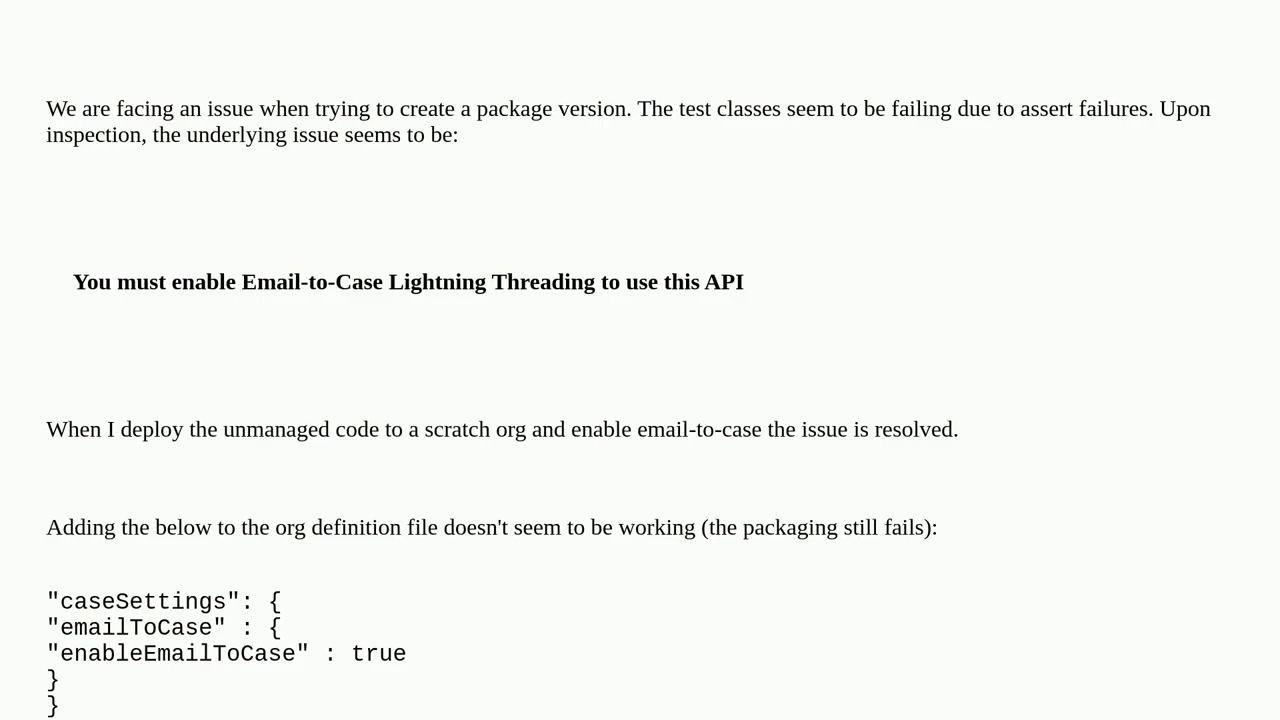 We are facing an issue when trying to create a package version. The test classes seem to be failing due to assert failures. Upon
inspection, the underlying issue seems to be:
You must enable Email-to-Case Lightning Threading to use this API
When I deploy the unmanaged code to a scratch org and enable email-to-case the issue is resolved.
Adding the below to the org definition file doesn't seem to be working (the packaging still fails):
"caseSettings": {
"emailToCase" : {
"enableEmailToCase" : true
}
}